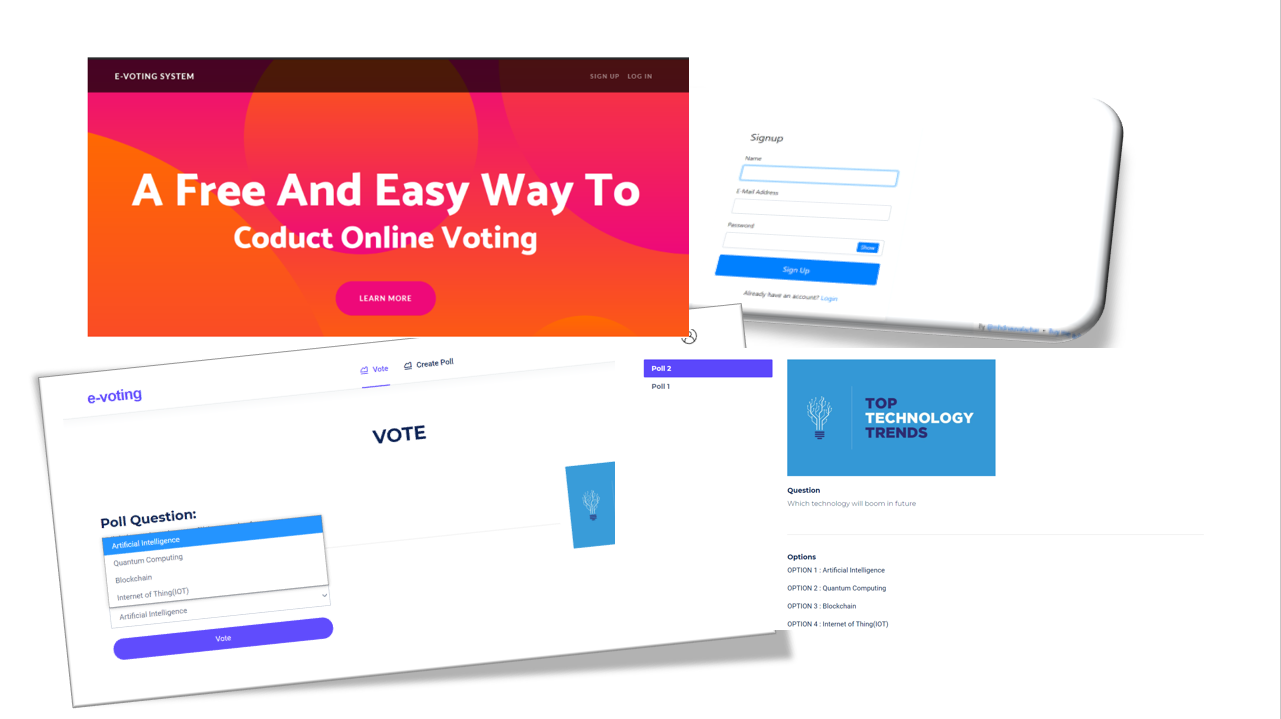 E-VOTING SYSTEM
SIGN UP LOG IN
A Free And Easy Way To
Coduct Online Voting
LEARN MORE
Signup
Name
E-Mail Address
Password
Show
Sign Up
Already have an account? Login
e-voting
Vote
Create Poll
VOTE
Poll Question:
Artificial Intelligence
Quantum Computing
Blockchain
Internet of Thing(IOT)
Artificial Intelligence
Vote
Poll 2
Poll 1
TOP
TECHNOLOGY
TRENDS
Question
Which technology will boom in future
Options
OPTION 1 : Artificial Intelligence
OPTION 2 : Quantum Computing
OPTION 3 : Blockchain
OPTION 4 : Internet of Thing(IOT)